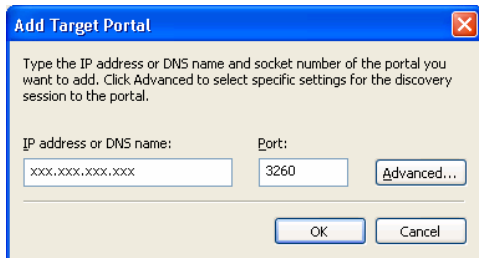 Add Target Portal
Type the IP address or DNS name and socket number of the portal you
want to add. Click Advanced to select specific settings for the discovery
session to the portal.
IP address or DNS name: Port:
xxx.xxx.xxx.xxx 3260 Advanced...
OK Cancel